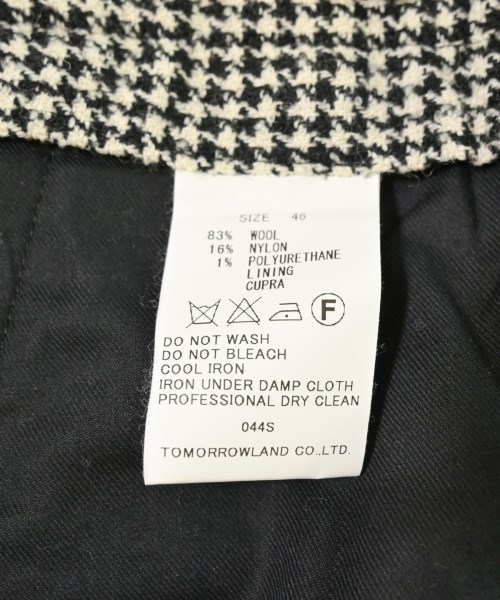 SIZE 46
83% WOOL
16% NYLON
1% POLYURETHANE
LINING
CUPRA
F
DO NOT WASH
DO NOT BLEACH
COOL IRON
IRON UNDER DAMP CLOTH
PROFESSIONAL DRY CLEAN
044S
TOMORROWLAND CO.,LTD.